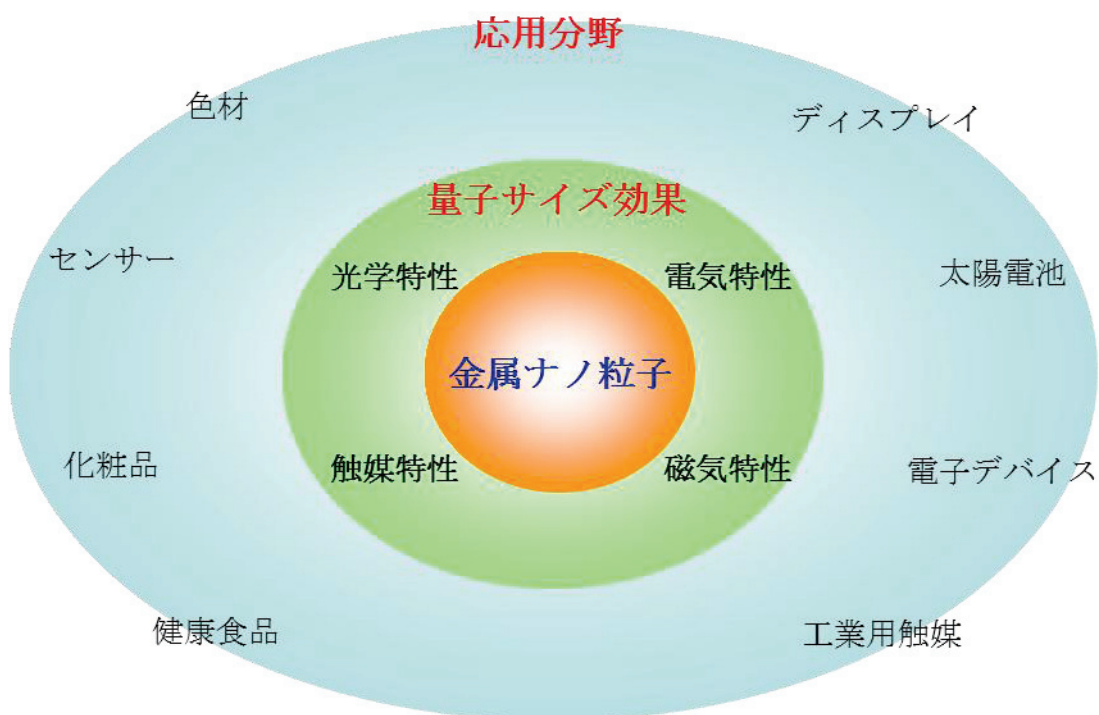 応用分野
色材
ディスプレイ
量子サイズ効果
センサー
光学特性
電気特性
太陽電池
金属ナノ粒子
化粧品
触媒特性
磁気特性
電子デバイス
健康食品
工業用触媒